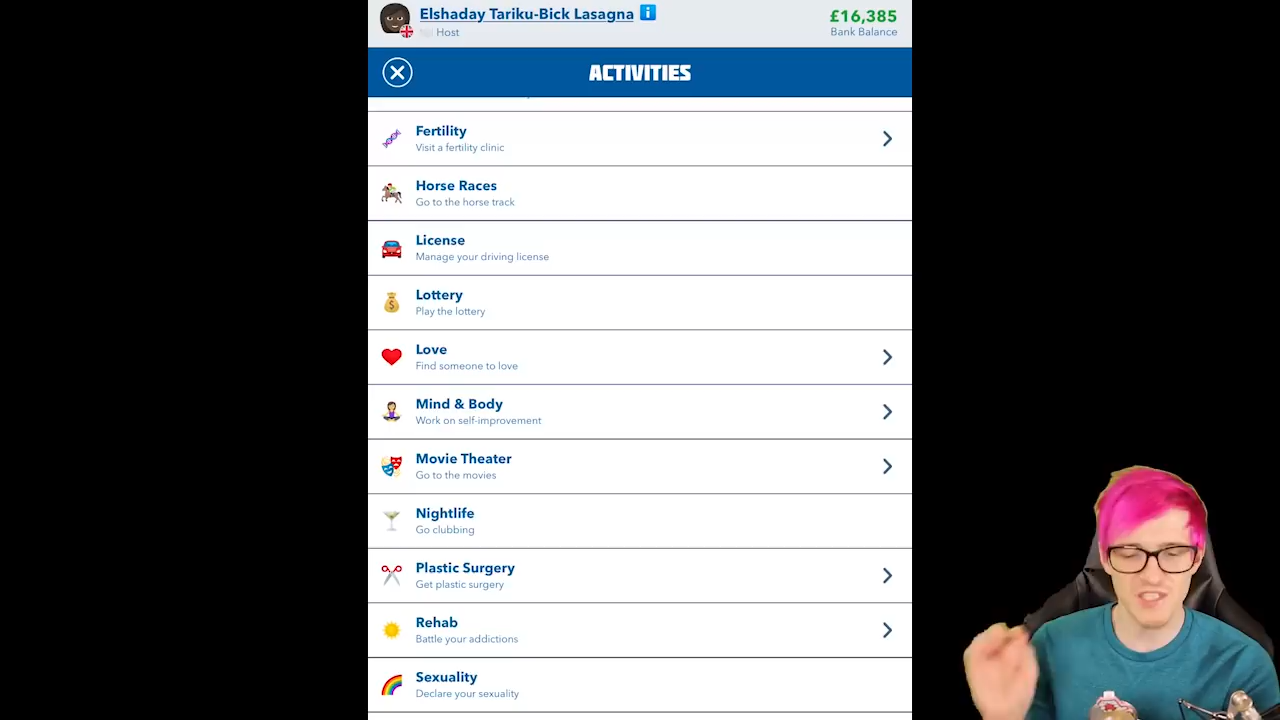 Elshaday Tariku-Bick Lasagna
£16,385
Host
Bank Balance
ACTIVITIES
Fertility
Visit a fertility clinic
Horse Races
Go to the horse track
License
Manage your driving license
Lottery
Play the lottery
Love
Find someone to love
Mind & Body
Work on self-improvement
Movie Theater
Go to the movies
Nightlife
Go clubbing
Plastic Surgery
Get plastic surgery
Rehab
Battle your addictions
Sexuality
Declare your sexuality